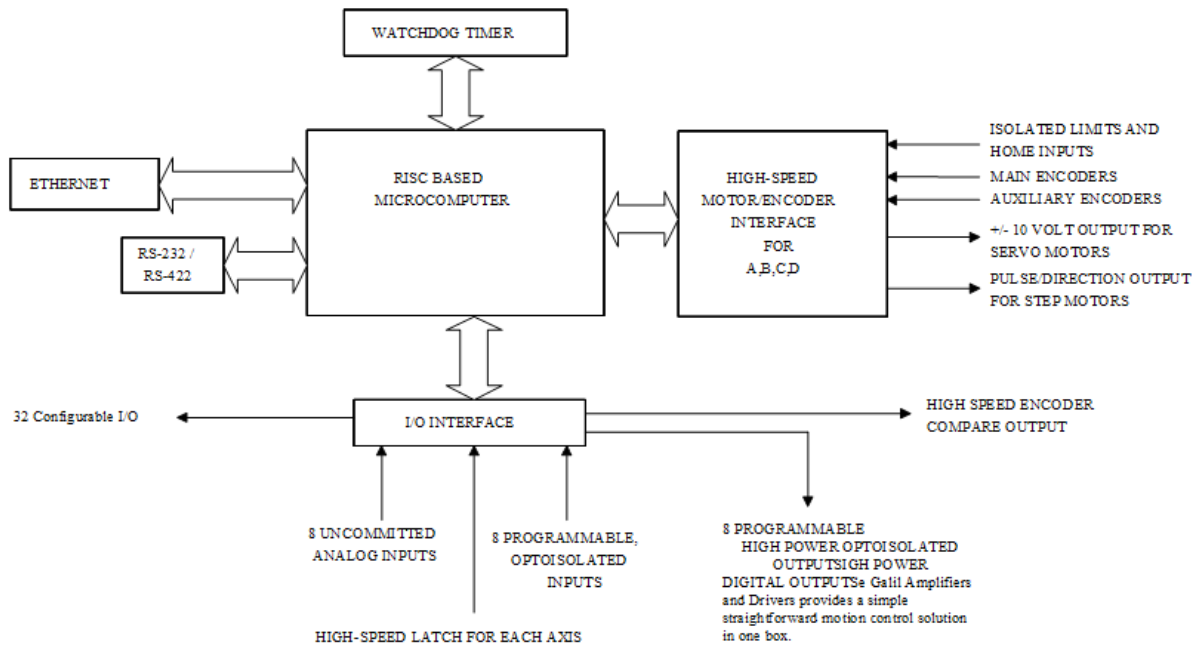 WATCHDOG TIMER
ETHERNET
RISC BASED
MICROCOMPUTER
HIGH-SPEED
MOTOR/ENCODER
INTERFACE
FOR
A,B,C,D
ISOLATED LIMITS AND
HOME INPUTS
MAIN ENCODERS
AUXILIARY ENCODERS
+/- 10 VOLT OUTPUT FOR
SERVO MOTORS
PULSE/DIRECTION OUTPUT
FOR STEP MOTORS
RS-232 /
RS-422
32 Configurable I/O
I/O INTERFACE
HIGH SPEED ENCODER
COMPARE OUTPUT
8 UNCOMMITTED
ANALOG INPUTS
8 PROGRAMMABLE,
OPTOISOLATED
INPUTS
8 PROGRAMMABLE
HIGH POWER OPTOISOLATED
OUTPUTSIGH POWER
DIGITAL OUTPUTSe Galil Amplifiers
and Drivers provides a simple
straightforward motion control solution
in one box.
HIGH-SPEED LATCH FOR EACH AXIS